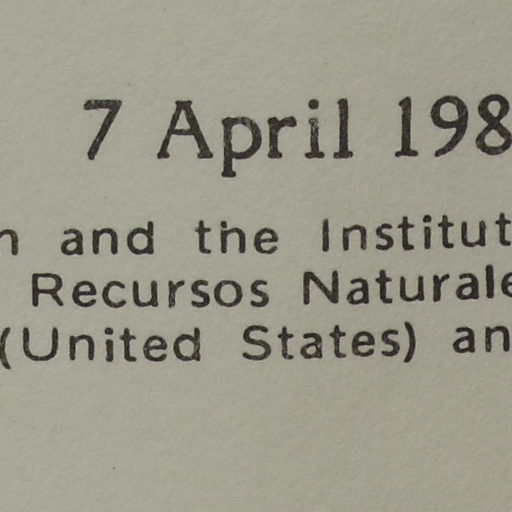 7 April 198
n and the Institut
Recursos Naturale
(United States) an